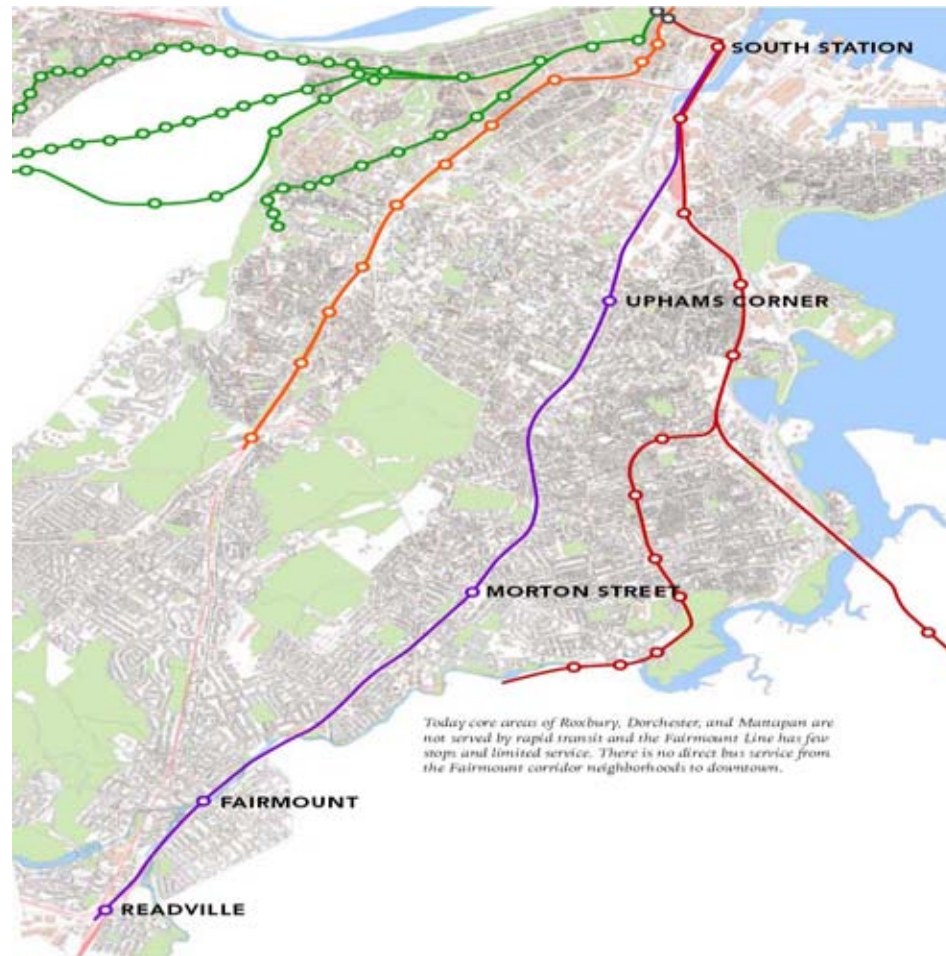 SOUTH STATION
UPHAMS CORNER
MORTON STREET
Today core areas of Roxbury, Dorchester, and Mattapan are
not served by rapid transit and the Fairmount Line has few
stops and limited service. There is no direct bus service from
the Fairmount corridor neighborhoods to downtown.
FAIRMOUNT
READVILLE